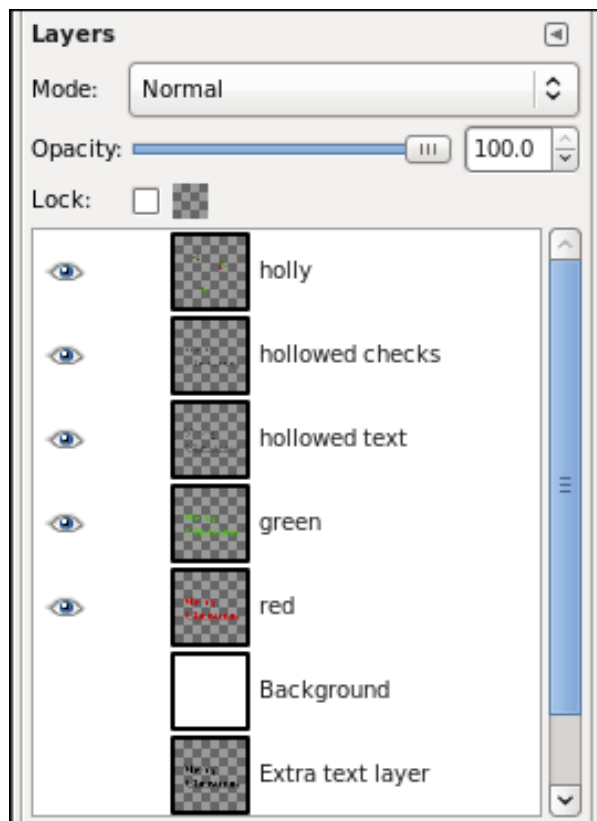 Layers
Mode: Normal
Opacity: 100.0
Lock:
holly
hollowed checks
hollowed text
green
red
Background
Extra text layer